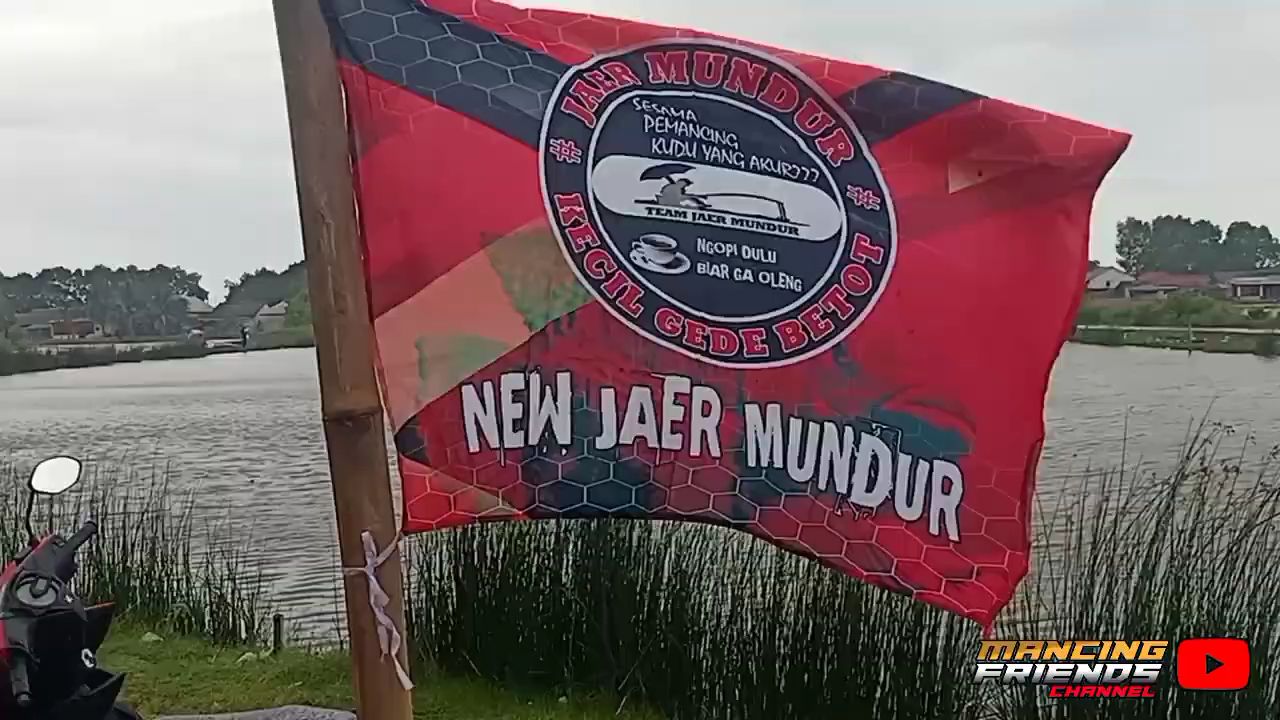 # JAER MUNDUR #
SESAMA
PEMANCING
KUDU YANG AKUR???
TEAM JAER MUNDUR
NGOPI DULU
BIAR GA OLENG
KECIL GEDE BETOT
NEW JAER MUNDUR
MANCING
FRIENDS
CHANNEL